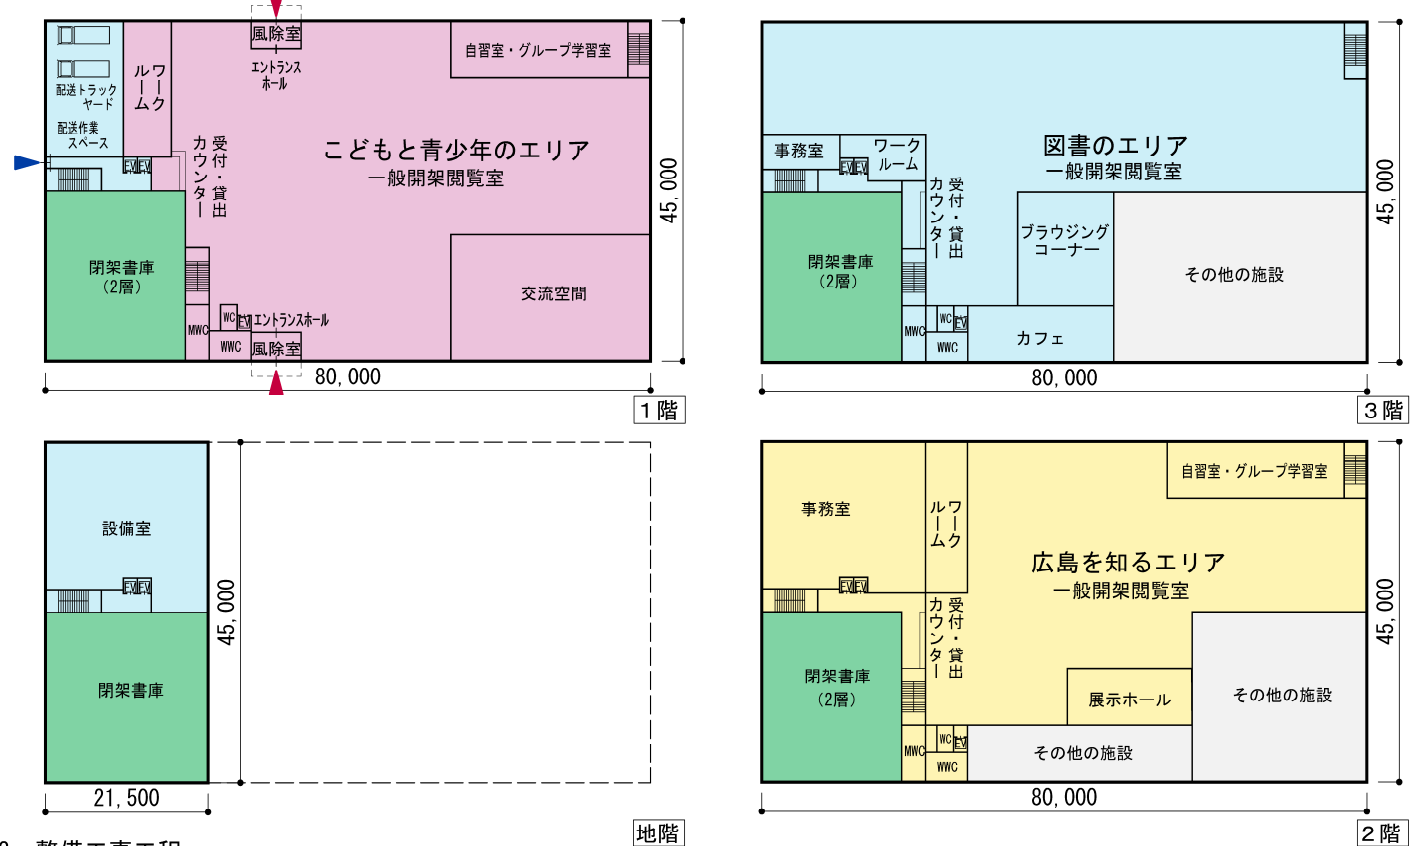 風除室
エントランス
ホール
自習室・グループ学習室
配送トラック
ヤード
配送作業
スペース
ワーク
ルーム
EV EV
受付・貸出
カウンター
こどもと青少年のエリア
一般開架閲覧室
閉架書庫
(2層)
MWC
WC
EV
WWC
エントランスホール
風除室
交流空間
45,000
80,000
1階
事務室
ワーク
ルーム
EV EV
受付・貸出
カウンター
図書のエリア
一般開架閲覧室
ブラウジング
コーナー
その他の施設
閉架書庫
(2層)
MWC
WC
EV
WWC
カフェ
45,000
80,000
3階
設備室
EV EV
閉架書庫
45,000
21,500
地階
事務室
ワーク
ルーム
自習室・グループ学習室
EV EV
受付・貸出
カウンター
広島を知るエリア
一般開架閲覧室
閉架書庫
(2層)
展示ホール
その他の施設
MWC
WC
EV
WWC
その他の施設
45,000
80,000
2階